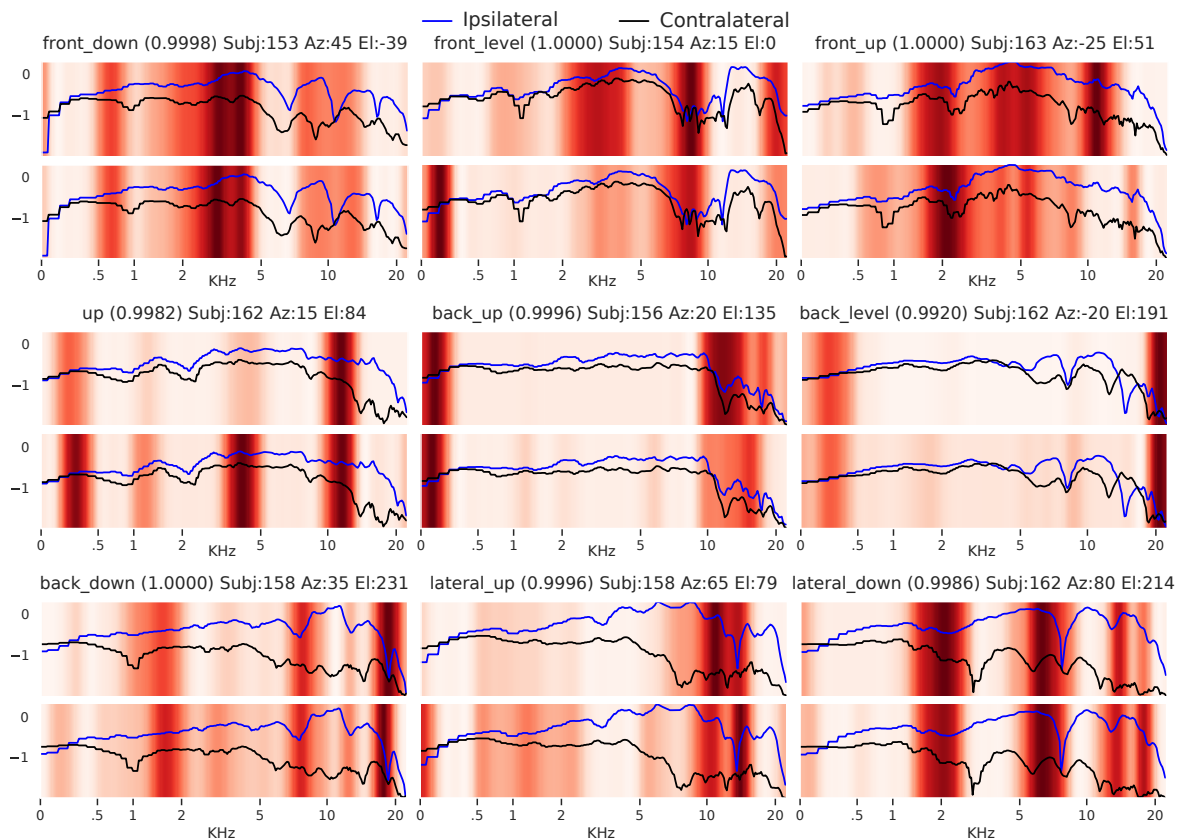 Ipsilateral Contralateral
front_down (0.9998) Subj:153 Az:45 El:-39 front_level (1.0000) Subj:154 Az:15 El:0 front_up (1.0000) Subj:163 Az:-25 El:51
0
−1
0
−1
0 .5 1 2 5 10 20 0 .5 1 2 5 10 20 0 .5 1 2 5 10 20
KHz KHz KHz
up (0.9982) Subj:162 Az:15 El:84 back_up (0.9996) Subj:156 Az:20 El:135 back_level (0.9920) Subj:162 Az:-20 El:191
0
−1
0
−1
0 .5 1 2 5 10 20 0 .5 1 2 5 10 20 0 .5 1 2 5 10 20
KHz KHz KHz
back_down (1.0000) Subj:158 Az:35 El:231 lateral_up (0.9996) Subj:158 Az:65 El:79 lateral_down (0.9986) Subj:162 Az:80 El:214
0
−1
0
−1
0 .5 1 2 5 10 20 0 .5 1 2 5 10 20 0 .5 1 2 5 10 20
KHz KHz KHz